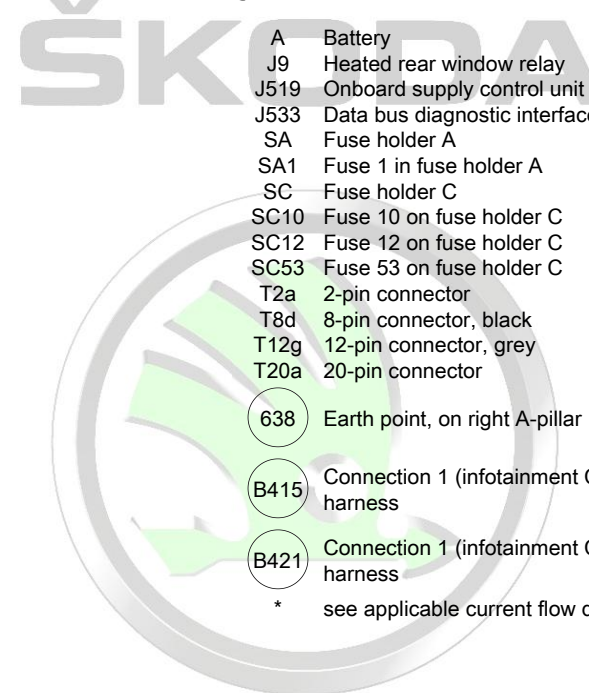 ŠKODA
A Battery
J9 Heated rear window relay
J519 Onboard supply control unit
J533 Data bus diagnostic interface
SA Fuse holder A
SA1 Fuse 1 in fuse holder A
SC Fuse holder C
SC10 Fuse 10 on fuse holder C
SC12 Fuse 12 on fuse holder C
SC53 Fuse 53 on fuse holder C
T2a 2-pin connector
T8d 8-pin connector, black
T12g 12-pin connector, grey
T20a 20-pin connector
638 Earth point, on right A-pillar
B415 Connection 1 (infotainment
harness
B421 Connection 1 (infotainment
harness
* see applicable current flow